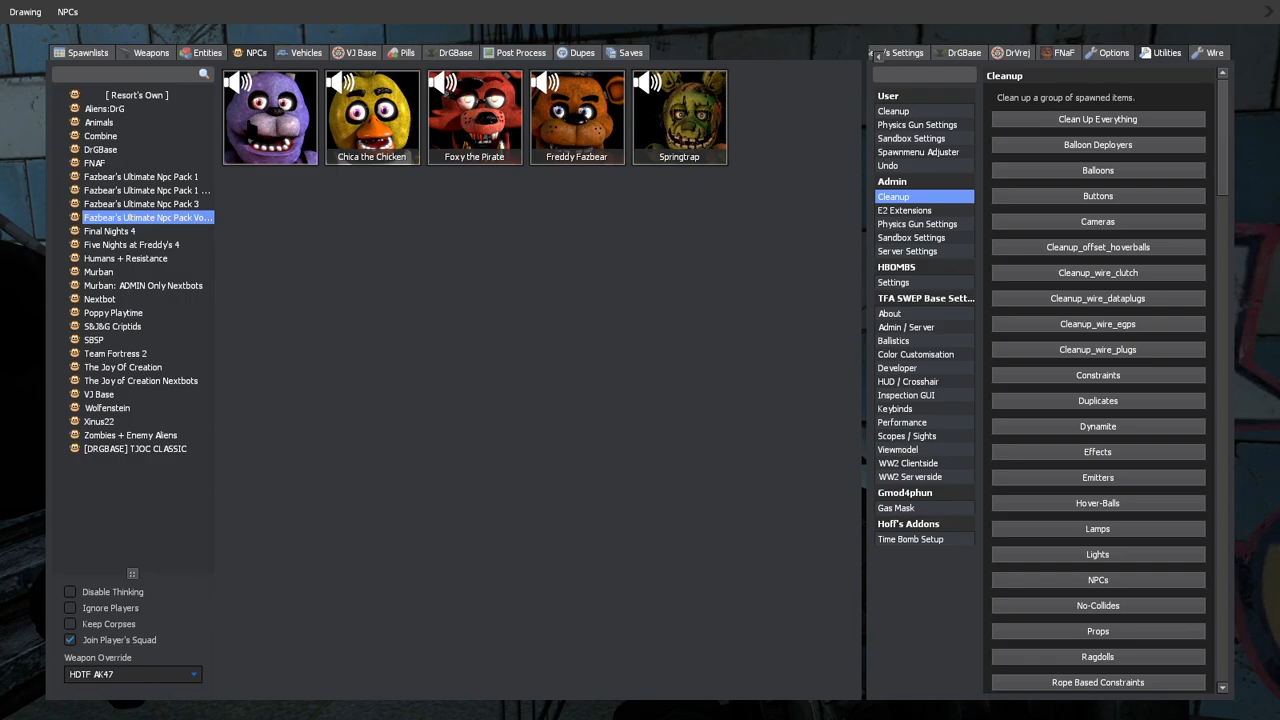 Drawing NPCs
Spawnlists Weapons Entities NPCs Vehicles VJ Base Pills DrGBase Post Process Dupes Saves
[ Resort's Own ]
Aliens:DrG
Animals
Combine
DrGBase
FNAF
Fazbear's Ultimate Npc Pack 1
Fazbear's Ultimate Npc Pack 1 ...
Fazbear's Ultimate Npc Pack 3
Fazbear's Ultimate Npc Pack Vo...
Final Nights 4
Five Nights at Freddy's 4
Humans + Resistance
Murban
Murban: ADMIN Only Nextbots
Nextbot
Poppy Playtime
S&J&G Criptids
SBSP
Team Fortress 2
The Joy Of Creation
The Joy of Creation Nextbots
VJ Base
Wolfenstein
Xinus22
Zombies + Enemy Aliens
[DRGBASE] TJOC CLASSIC
Disable Thinking
Ignore Players
Keep Corpses
Join Player's Squad
Weapon Override
HDTF AK47
Chica the Chicken
Foxy the Pirate
Freddy Fazbear
Springtrap
's Settings DrGBase DrVrej FNaF Options Utilities Wire
User
Cleanup
Physics Gun Settings
Sandbox Settings
Spawnmenu Adjuster
Undo
Admin
Cleanup
E2 Extensions
Physics Gun Settings
Sandbox Settings
Server Settings
HBOMBS
Settings
TFA SWEP Base Sett...
About
Admin / Server
Ballistics
Color Customisation
Developer
HUD / Crosshair
Inspection GUI
Keybinds
Performance
Scopes / Sights
Viewmodel
WW2 Clientside
WW2 Serverside
Gmod4phun
Gas Mask
Hoff's Addons
Time Bomb Setup
Cleanup
Clean up a group of spawned items.
Clean Up Everything
Balloon Deployers
Balloons
Buttons
Cameras
Cleanup_offset_hoverballs
Cleanup_wire_clutch
Cleanup_wire_dataplugs
Cleanup_wire_egps
Cleanup_wire_plugs
Constraints
Duplicates
Dynamite
Effects
Emitters
Hover-Balls
Lamps
Lights
NPCs
No-Collides
Props
Ragdolls
Rope Based Constraints